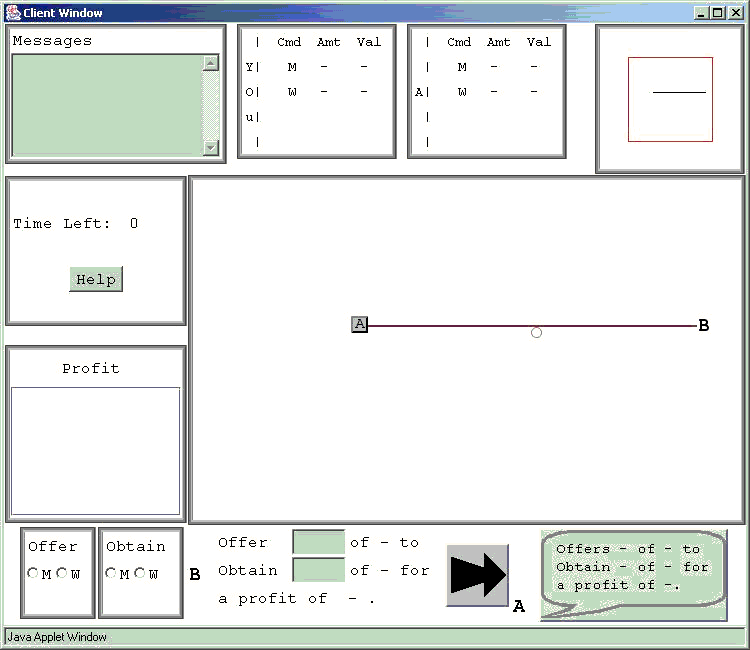 Client Window
Messages
| Cmd Amt Val
Y| M - -
O| W - -
u|
|
| Cmd Amt Val
| M - -
A| W - -
|
|
Time Left: 0
Help
A
B
Profit
Offer
M W
Obtain
M W
B
Offer of - to
Obtain of - for
a profit of - .
A
Offers - of - to
Obtain - of - for
a profit of -.
Java Applet Window